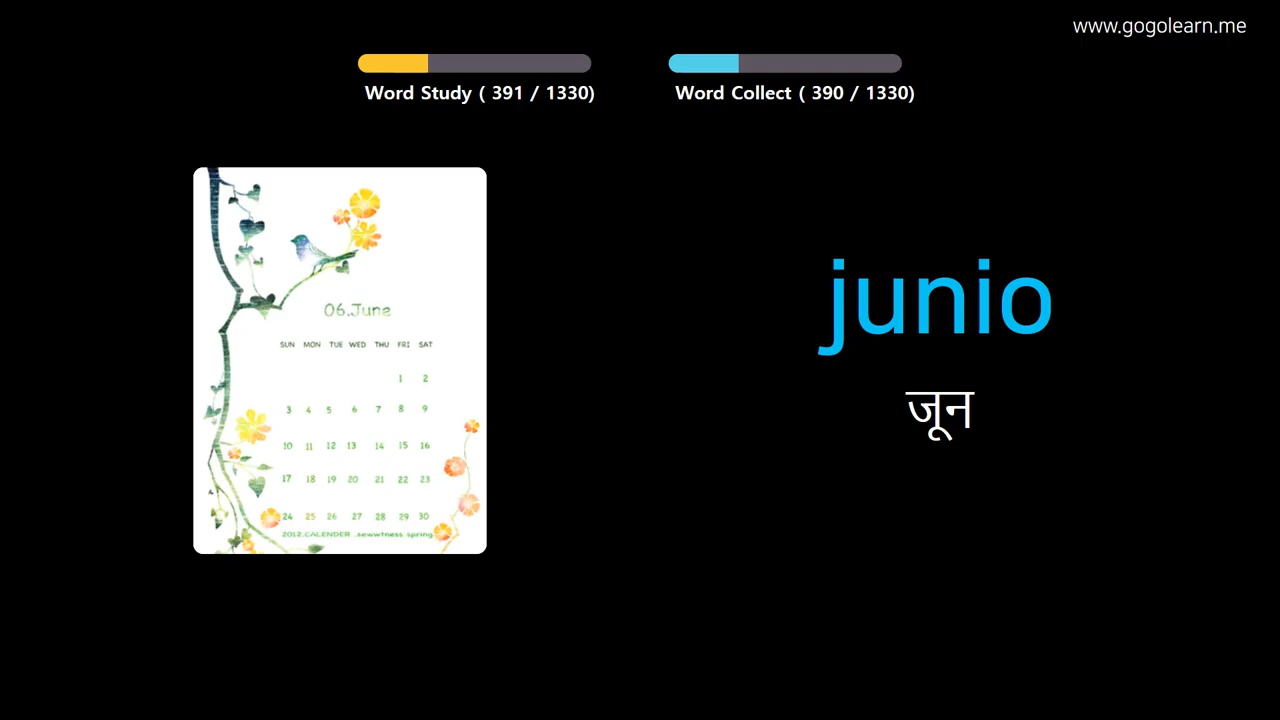 www.gogolearn.me
Word Study ( 391 / 1330)
Word Collect ( 390 / 1330)
06.June
SUN MON TUE WED THU FRI SAT
1 2
3 4 5 6 7 8 9
10 11 12 13 14 15 16
17 18 19 20 21 22 23
24 25 26 27 28 29 30
2012.CALENDER .sewwtness spring
junio
जून